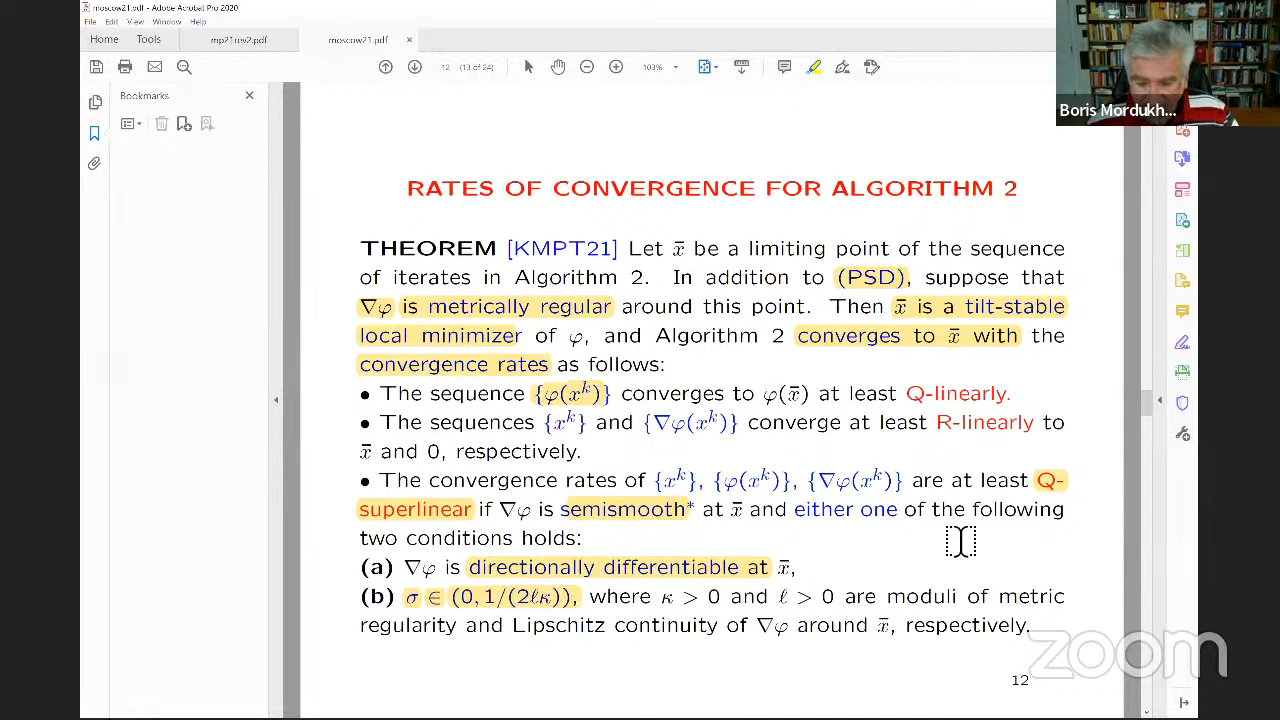 moscow21.pdf - Adobe Acrobat Pro 2020
File Edit View Window Help
Home Tools mp21rev2.pdf moscow21.pdf ×
12 (13 of 24) 103%
Bookmarks
Boris Mordukh...
RATES OF CONVERGENCE FOR ALGORITHM 2
THEOREM [KMPT21] Let x̄ be a limiting point of the sequence
of iterates in Algorithm 2. In addition to (PSD), suppose that
∇φ is metrically regular around this point. Then x̄ is a tilt-stable
local minimizer of φ, and Algorithm 2 converges to x̄ with the
convergence rates as follows:
• The sequence {φ(x^k)} converges to φ(x̄) at least Q-linearly.
• The sequences {x^k} and {∇φ(x^k)} converge at least R-linearly to
x̄ and 0, respectively.
• The convergence rates of {x^k}, {φ(x^k)}, {∇φ(x^k)} are at least Q-
superlinear if ∇φ is semismooth* at x̄ and either one of the following
two conditions holds:
(a) ∇φ is directionally differentiable at x̄,
(b) σ ∈ (0, 1/(2ℓκ)), where κ > 0 and ℓ > 0 are moduli of metric
regularity and Lipschitz continuity of ∇φ around x̄, respectively.
12
zoom